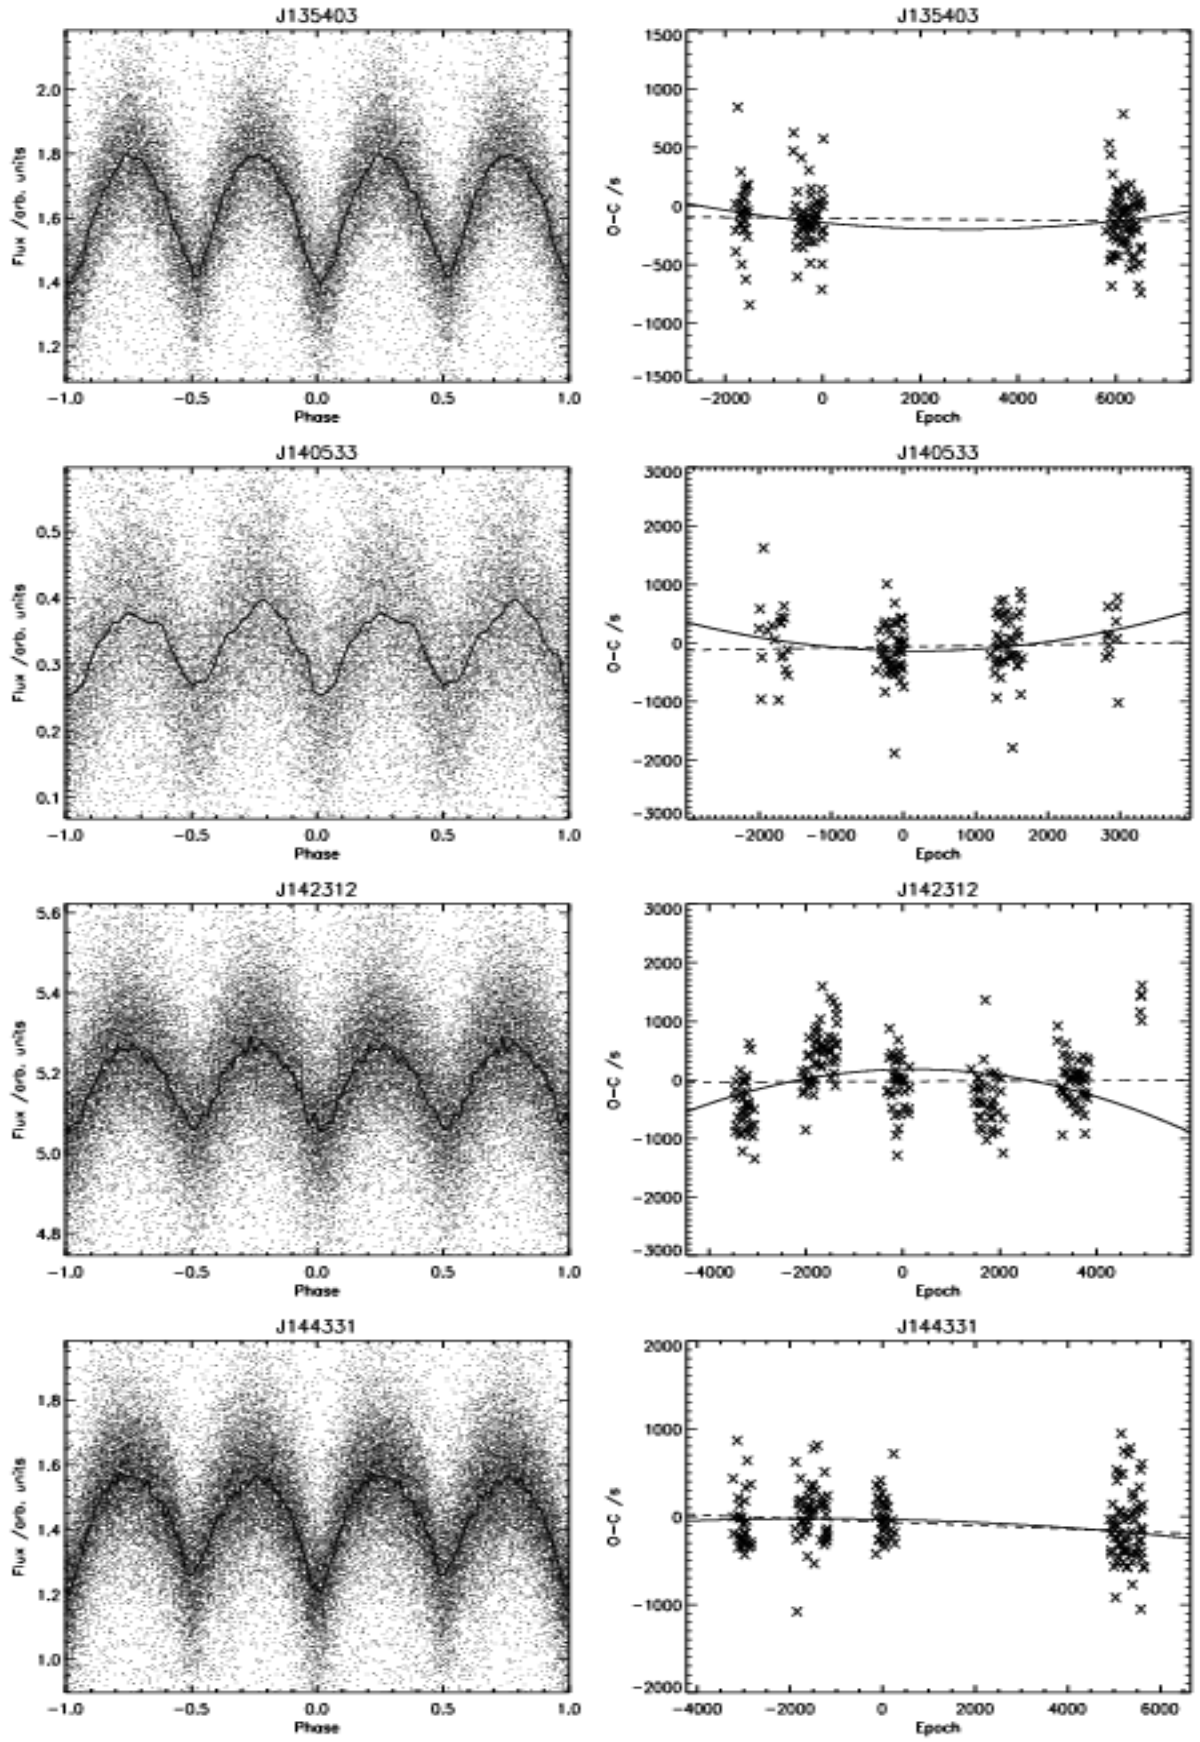 J135403
J135403
Flux /arb. units
2.0
1.8
1.6
1.4
1.2
-1.0 -0.5 0.0 0.5 1.0
Phase
O-C /s
1500
1000
500
0
-500
-1000
-1500
-2000 0 2000 4000 6000
Epoch
J140533
J140533
Flux /arb. units
0.5
0.4
0.3
0.2
0.1
-1.0 -0.5 0.0 0.5 1.0
Phase
O-C /s
3000
2000
1000
0
-1000
-2000
-3000
-2000 -1000 0 1000 2000 3000
Epoch
J142312
J142312
Flux /arb. units
5.6
5.4
5.2
5.0
4.8
-1.0 -0.5 0.0 0.5 1.0
Phase
O-C /s
3000
2000
1000
0
-1000
-2000
-3000
-4000 -2000 0 2000 4000
Epoch
J144331
J144331
Flux /arb. units
1.8
1.6
1.4
1.2
1.0
-1.0 -0.5 0.0 0.5 1.0
Phase
O-C /s
2000
1000
0
-1000
-2000
-4000 -2000 0 2000 4000 6000
Epoch